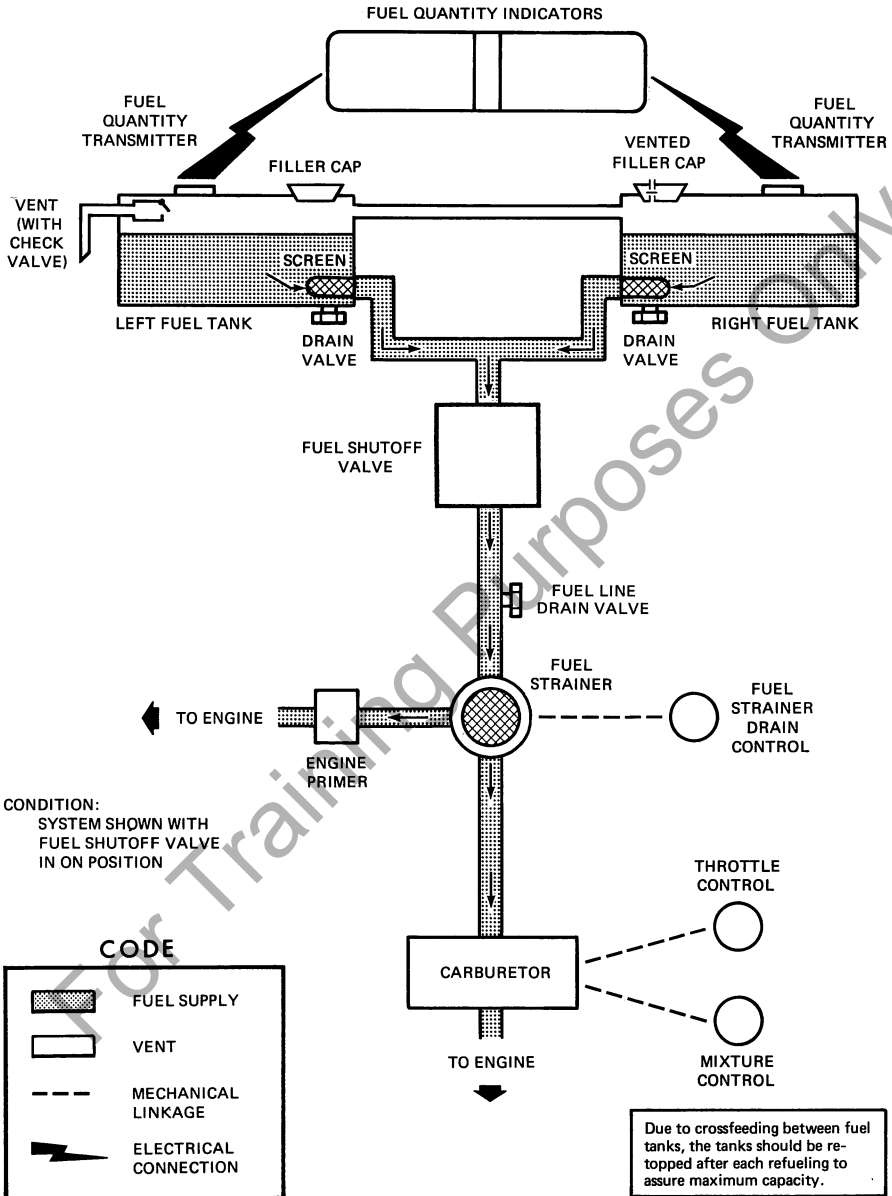 FUEL QUANTITY INDICATORS
FUEL
QUANTITY
TRANSMITTER
FUEL
QUANTITY
TRANSMITTER
FILLER CAP
VENTED
FILLER CAP
VENT
(WITH
CHECK
VALVE)
SCREEN
SCREEN
LEFT FUEL TANK
RIGHT FUEL TANK
DRAIN
VALVE
DRAIN
VALVE
FUEL SHUTOFF
VALVE
FUEL LINE
DRAIN VALVE
FUEL
STRAINER
FUEL
STRAINER
DRAIN
CONTROL
TO ENGINE
ENGINE
PRIMER
CONDITION:
SYSTEM SHOWN WITH
FUEL SHUTOFF VALVE
IN ON POSITION
THROTTLE
CONTROL
CARBURETOR
MIXTURE
CONTROL
TO ENGINE
CODE
FUEL SUPPLY
VENT
MECHANICAL
LINKAGE
ELECTRICAL
CONNECTION
Due to crossfeeding between fuel
tanks, the tanks should be re-
topped after each refueling to
assure maximum capacity.
For Training Purposes Only